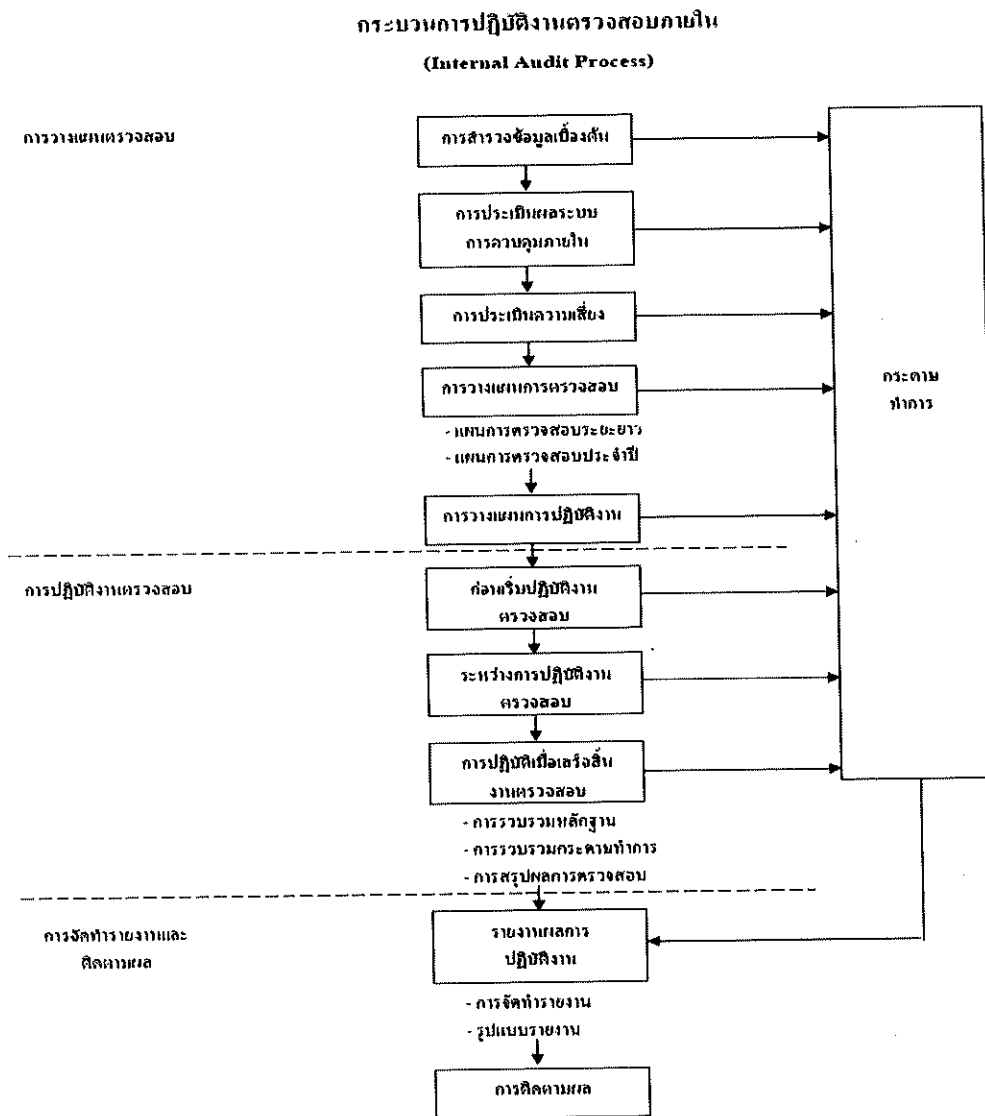 กระบวนการปฏิบัติงานตรวจสอบภายใน
(Internal Audit Process)
การวางแผนตรวจสอบ
การสำรวจข้อมูลเบื้องต้น
การประเมินผลระบบ
การควบคุมภายใน
การประเมินความเสี่ยง
การวางแผนการตรวจสอบ
- แผนการตรวจสอบระยะยาว
- แผนการตรวจสอบประจำปี
การวางแผนการปฏิบัติงาน
กระดาษ
ทำการ
การปฏิบัติงานตรวจสอบ
ก่อนเริ่มปฏิบัติงาน
ตรวจสอบ
ระหว่างการปฏิบัติงาน
ตรวจสอบ
การปฏิบัติเมื่อเสร็จสิ้น
งานตรวจสอบ
- การรวบรวมหลักฐาน
- การรวบรวมกระดาษทำการ
- การสรุปผลการตรวจสอบ
การจัดทำรายงานและ
ติดตามผล
รายงานผลการ
ปฏิบัติงาน
- การจัดทำรายงาน
- รูปแบบรายงาน
การติดตามผล